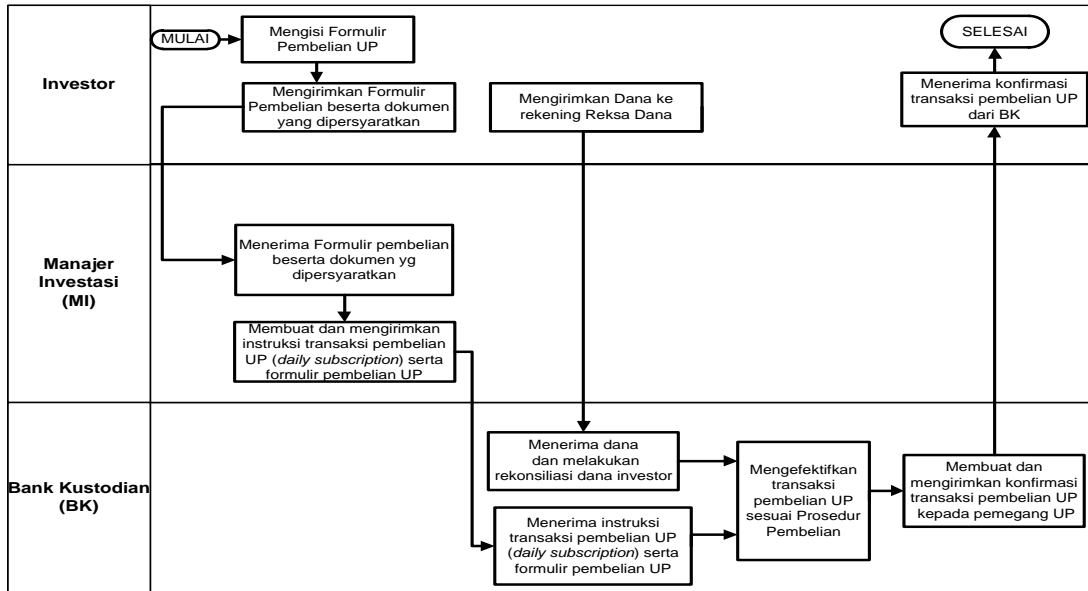 MULAI
Mengisi Formulir
Pembelian UP
SELESAI
Investor
Mengirimkan Formulir
Pembelian beserta dokumen
yang dipersyaratkan
Mengirimkan Dana ke
rekening Reksa Dana
Menerima konfirmasi
transaksi pembelian UP
dari BK
Manajer
Investasi
(MI)
Menerima Formulir pembelian
beserta dokumen yg
dipersyaratkan
Membuat dan mengirimkan
instruksi transaksi pembelian
UP (daily subscription) serta
formulir pembelian UP
Bank Kustodian
(BK)
Menerima dana
dan melakukan
rekonsiliasi dana investor
Menerima instruksi
transaksi pembelian UP
(daily subscription) serta
formulir pembelian UP
Mengefektifkan
transaksi
pembelian UP
sesuai Prosedur
Pembelian
Membuat dan
mengirimkan konfirmasi
transaksi pembelian UP
kepada pemegang UP